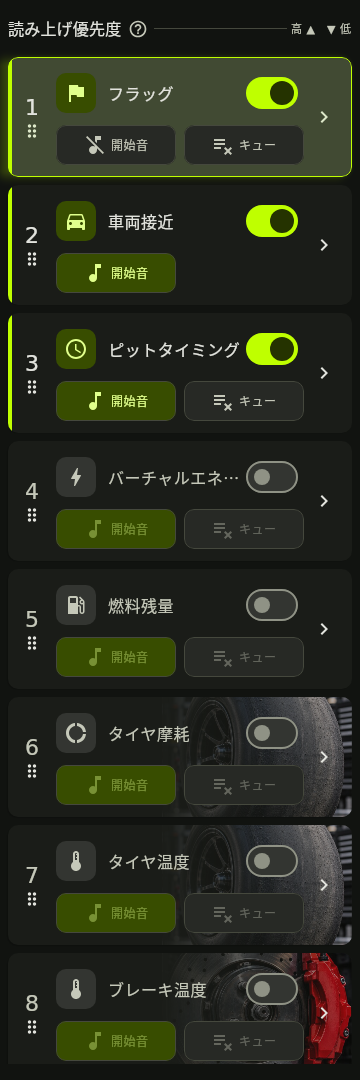 読み上げ優先度 高▲ ▼低
1 フラッグ
開始音 キュー
2 車両接近
開始音
3 ピットタイミング
開始音 キュー
4 バーチャルエネ…
開始音 キュー
5 燃料残量
開始音 キュー
6 タイヤ摩耗
開始音 キュー
7 タイヤ温度
開始音 キュー
8 ブレーキ温度
開始音 キュー